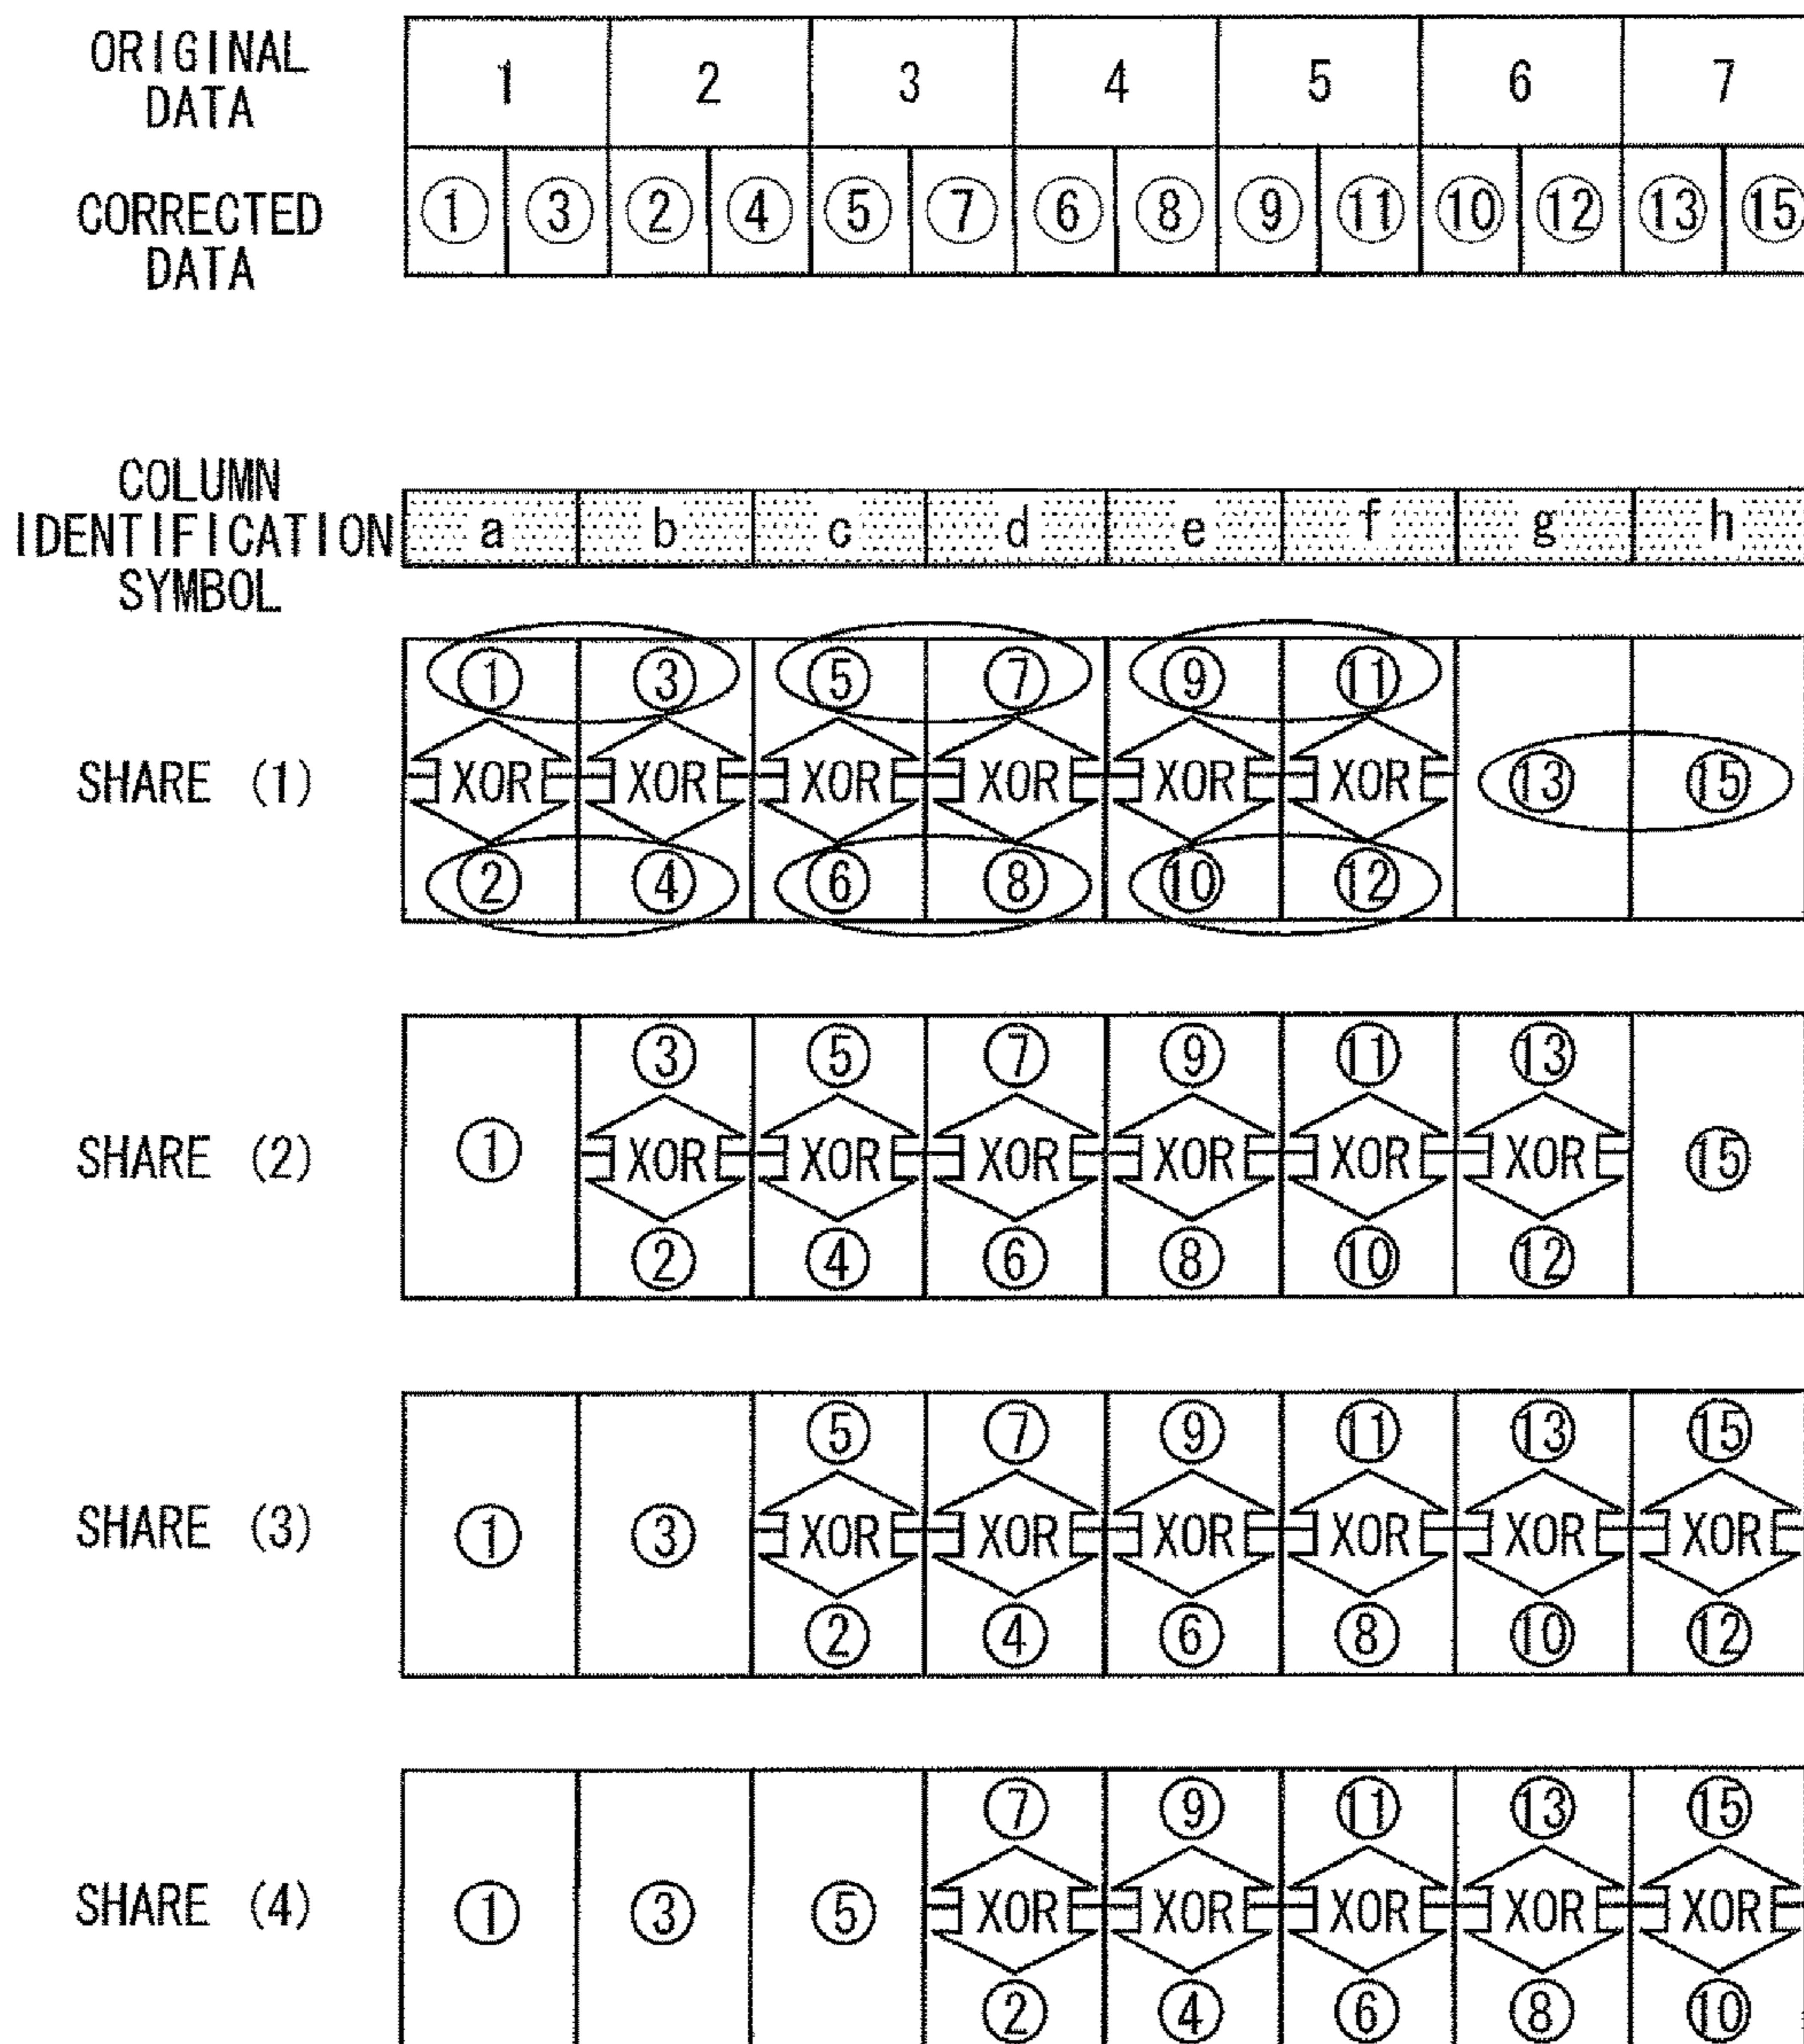 ORIGINAL DATA 1 2 3 4 5 6 7
CORRECTED DATA ① ③ ② ④ ⑤ ⑦ ⑥ ⑧ ⑨ ⑪ ⑩ ⑫ ⑬ ⑮
COLUMN IDENTIFICATION SYMBOL a b c d e f g h
① ③ ⑤ ⑦ ⑨ ⑪
SHARE (1) XOR XOR XOR XOR XOR XOR ⑬ ⑮
② ④ ⑥ ⑧ ⑩ ⑫
③ ⑤ ⑦ ⑨ ⑪ ⑬
SHARE (2) ① XOR XOR XOR XOR XOR XOR ⑮
② ④ ⑥ ⑧ ⑩ ⑫
⑤ ⑦ ⑨ ⑪ ⑬ ⑮
SHARE (3) ① ③ XOR XOR XOR XOR XOR XOR
② ④ ⑥ ⑧ ⑩ ⑫
⑦ ⑨ ⑪ ⑬ ⑮
SHARE (4) ① ③ ⑤ XOR XOR XOR XOR XOR
② ④ ⑥ ⑧ ⑩